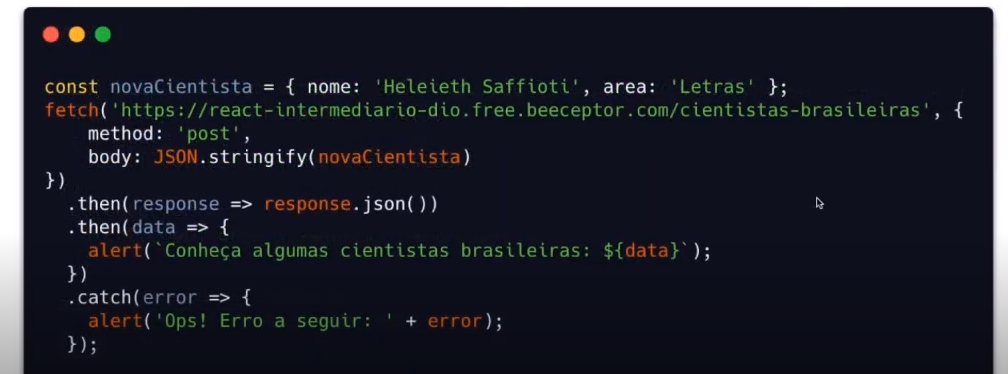 const novaCientista = { nome: 'Heleieth Saffioti', area: 'Letras' };
fetch('https://react-intermediario-dio.free.beeceptor.com/cientistas-brasileiras', {
    method: 'post',
    body: JSON.stringify(novaCientista)
})
  .then(response => response.json())
  .then(data => {
    alert(`Conheça algumas cientistas brasileiras: ${data}`);
  })
  .catch(error => {
    alert('Ops! Erro a seguir: ' + error);
  });